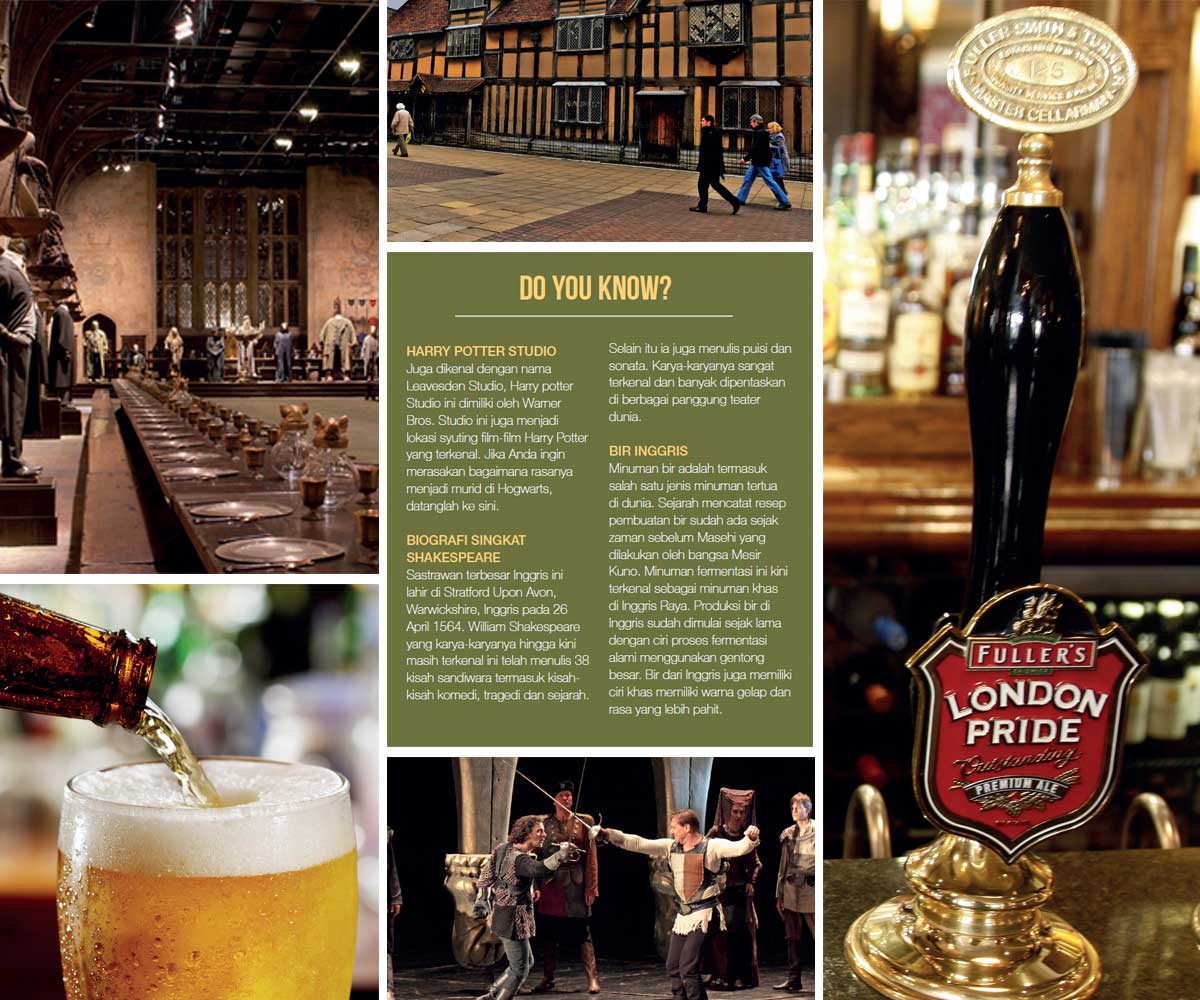 DO YOU KNOW?
HARRY POTTER STUDIO
Juga dikenal dengan nama
Leavesden Studio, Harry potter
Studio ini dimiliki oleh Warner
Bros. Studio ini juga menjadi
lokasi syuting film-film Harry Potter
yang terkenal. Jika Anda ingin
merasakan bagaimana rasanya
menjadi murid di Hogwarts,
datanglah ke sini.
BIOGRAFI SINGKAT
SHAKESPEARE
Sastrawan terbesar Inggris ini
lahir di Stratford Upon Avon,
Warwickshire, Inggris pada 26
April 1564. William Shakespeare
yang karya-karyanya hingga kini
masih terkenal ini telah menulis 38
kisah sandiwara termasuk kisah-
kisah komedi, tragedi dan sejarah.
Selain itu ia juga menulis puisi dan
sonata. Karya-karyanya sangat
terkenal dan banyak dipentaskan
di berbagai panggung teater
dunia.
BIR INGGRIS
Minuman bir adalah termasuk
salah satu jenis minuman tertua
di dunia. Sejarah mencatat resep
pembuatan bir sudah ada sejak
zaman sebelum Masehi yang
dilakukan oleh bangsa Mesir
Kuno. Minuman fermentasi ini kini
terkenal sebagai minuman khas
di Inggris Raya. Produksi bir di
Inggris sudah dimulai sejak lama
dengan ciri proses fermentasi
alami menggunakan gentong
besar. Bir dari Inggris juga memiliki
ciri khas memiliki warna gelap dan
rasa yang lebih pahit.
FULLER SMITH & TURNER
MASTER CELLARMAN
FULLER'S
LONDON
PRIDE
Outstanding
PREMIUM ALE